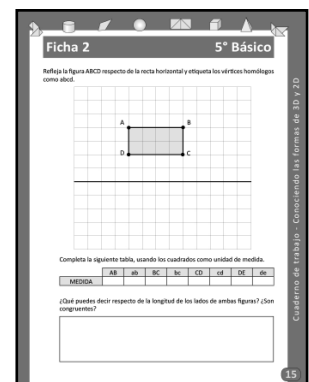 Ficha 2
5° Básico
Refleja la figura ABCD respecto de la recta horizontal y etiqueta los vértices homólogos
como abcd.
A
B
D
C
Completa la siguiente tabla, usando los cuadrados como unidad de medida.
AB ab BC bc CD cd DE de
MEDIDA
¿Qué puedes decir respecto de la longitud de los lados de ambas figuras? ¿Son
congruentes?
Cuaderno de trabajo - Conociendo las formas de 3D y 2D
15